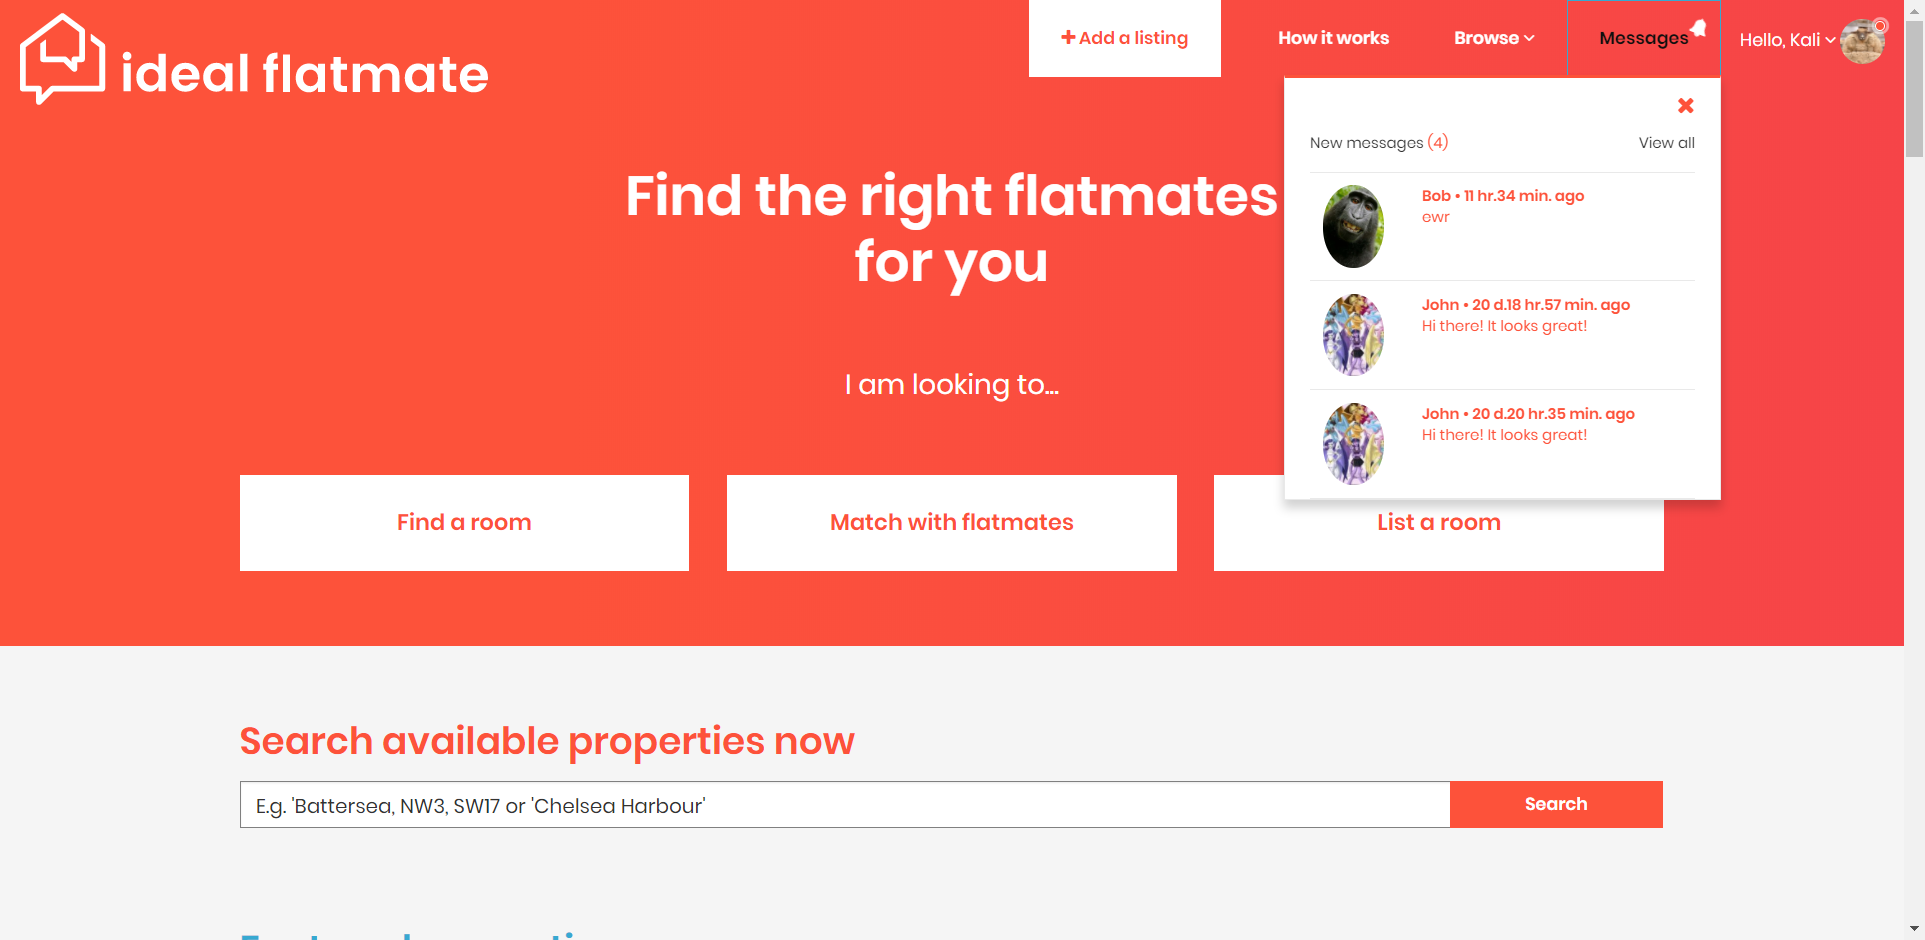 ideal flatmate
Add a listing
How it works
Browse
Messages
Hello, Kali
New messages (4)
View all
Bob • 11 hr.34 min. ago
ewr
John • 20 d.18 hr.57 min. ago
Hi there! It looks great!
John • 20 d.20 hr.35 min. ago
Hi there! It looks great!
Find the right flatmates
for you
I am looking to...
Find a room
Match with flatmates
List a room
Search available properties now
E.g. 'Battersea, NW3, SW17 or 'Chelsea Harbour'
Search